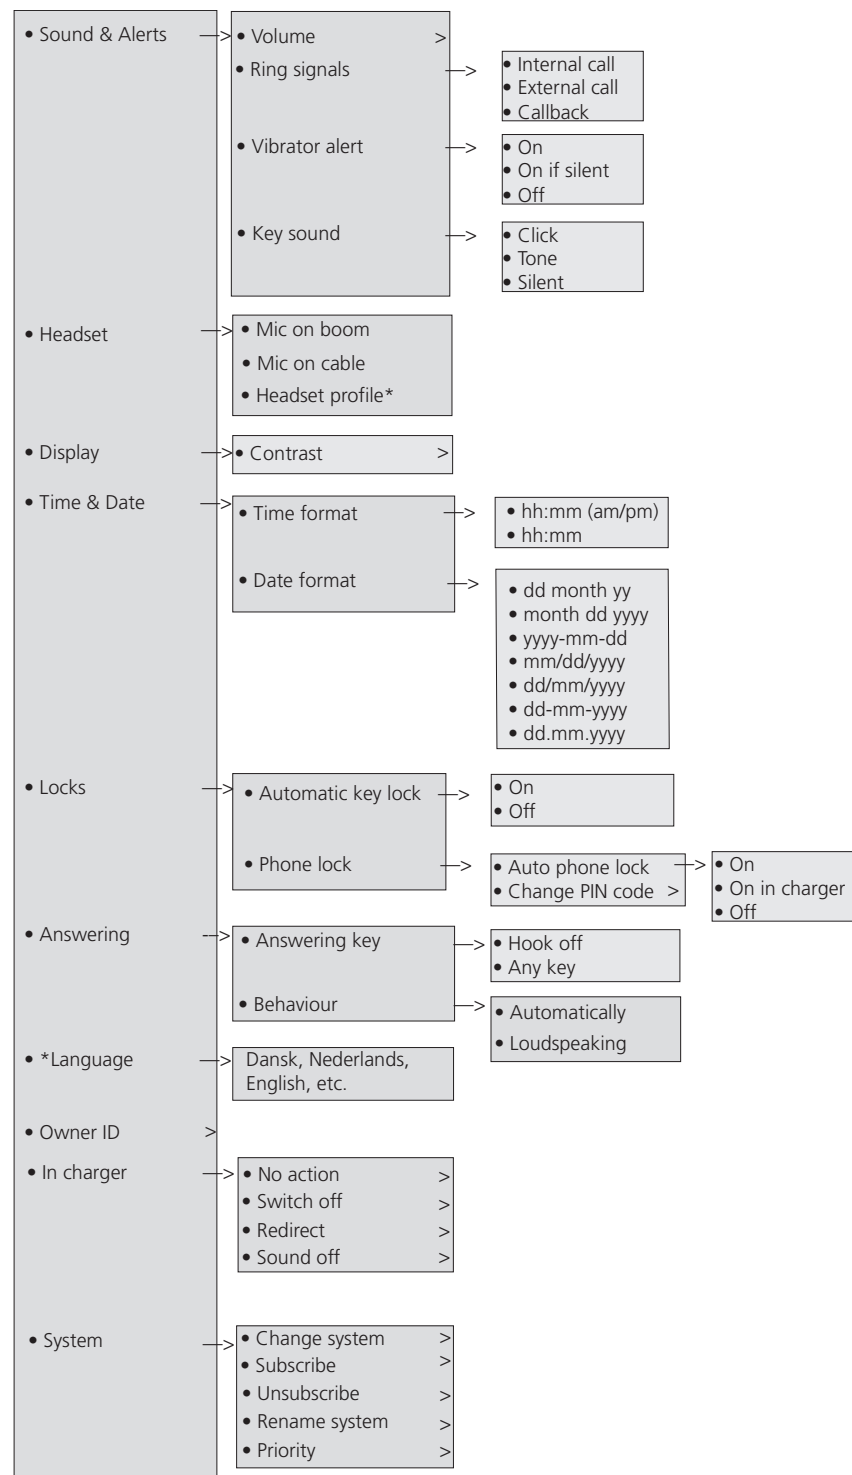 • Sound & Alerts
• Volume >
• Ring signals
• Internal call
• External call
• Callback
• Vibrator alert
• On
• On if silent
• Off
• Key sound
• Click
• Tone
• Silent
• Headset
• Mic on boom
• Mic on cable
• Headset profile*
• Display
• Contrast >
• Time & Date
• Time format
• hh:mm (am/pm)
• hh:mm
• Date format
• dd month yy
• month dd yyyy
• yyyy-mm-dd
• mm/dd/yyyy
• dd/mm/yyyy
• dd-mm-yyyy
• dd.mm.yyyy
• Locks
• Automatic key lock
• On
• Off
• Phone lock
• Auto phone lock
• Change PIN code >
• On
• On in charger
• Off
• Answering
• Answering key
• Hook off
• Any key
• Behaviour
• Automatically
• Loudspeaking
• *Language
Dansk, Nederlands,
English, etc.
• Owner ID >
• In charger
• No action >
• Switch off >
• Redirect >
• Sound off >
• System
• Change system >
• Subscribe >
• Unsubscribe >
• Rename system >
• Priority >